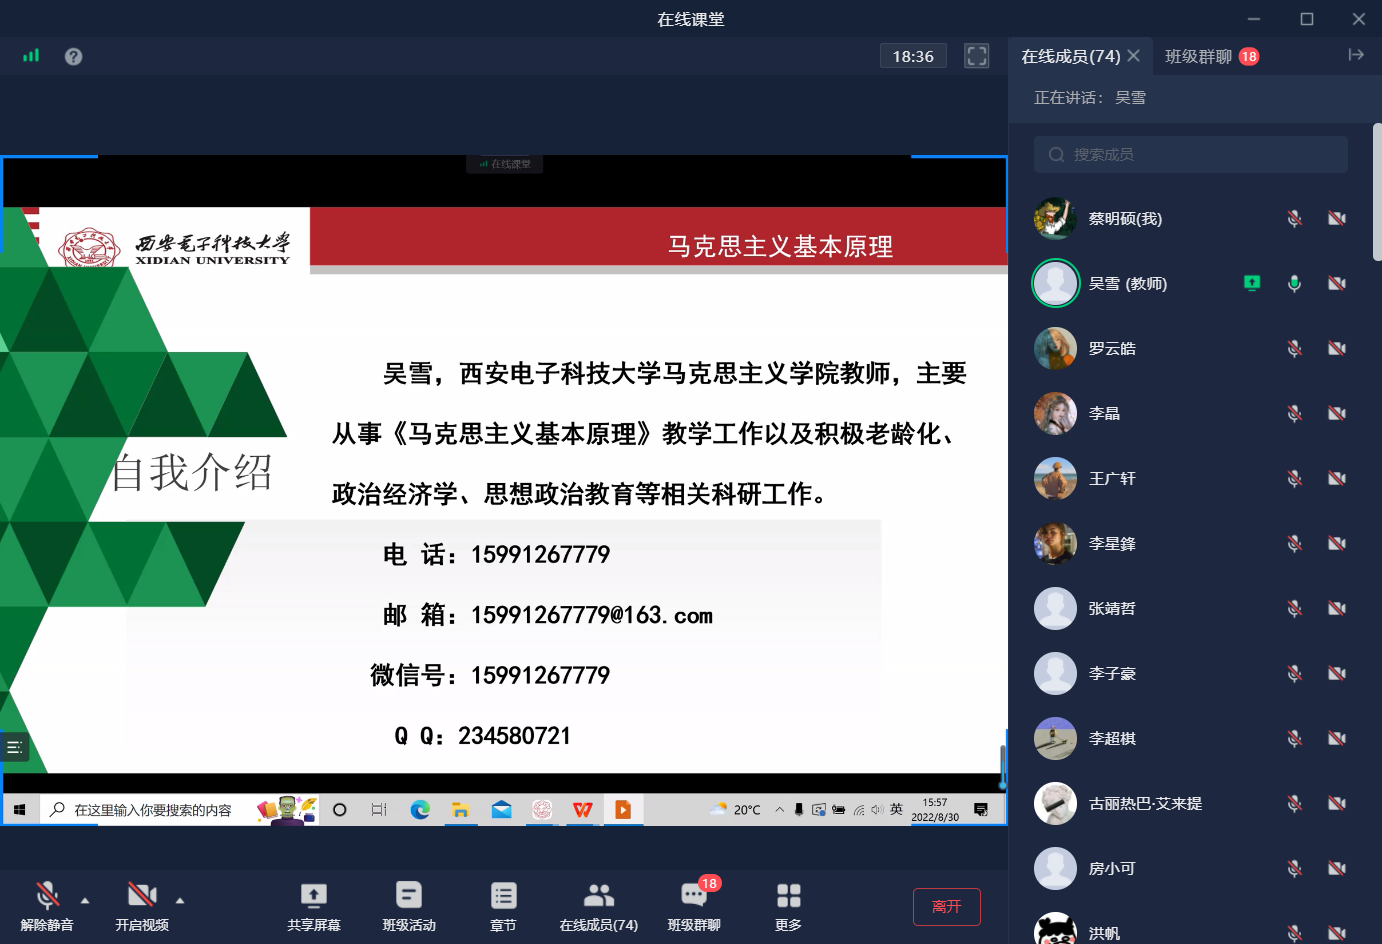 在线课堂
18:36
在线成员(74)
班级群聊 18
正在讲话： 吴雪
搜索成员
在线课堂
西安电子科技大学
XIDIAN UNIVERSITY
马克思主义基本原理
自我介绍
吴雪，西安电子科技大学马克思主义学院教师，主要
从事《马克思主义基本原理》教学工作以及积极老龄化、
政治经济学、思想政治教育等相关科研工作。
电 话：15991267779
邮 箱：15991267779@163.com
微信号：15991267779
Q Q：234580721
在这里输入你要搜索的内容
20°C
英
15:57
2022/8/30
蔡明硕(我)
吴雪 (教师)
罗云皓
李晶
王广轩
李星鋒
张靖哲
李子豪
李超棋
古丽热巴·艾来提
房小可
洪帆
解除静音
开启视频
共享屏幕
班级活动
章节
在线成员(74)
18
班级群聊
更多
离开